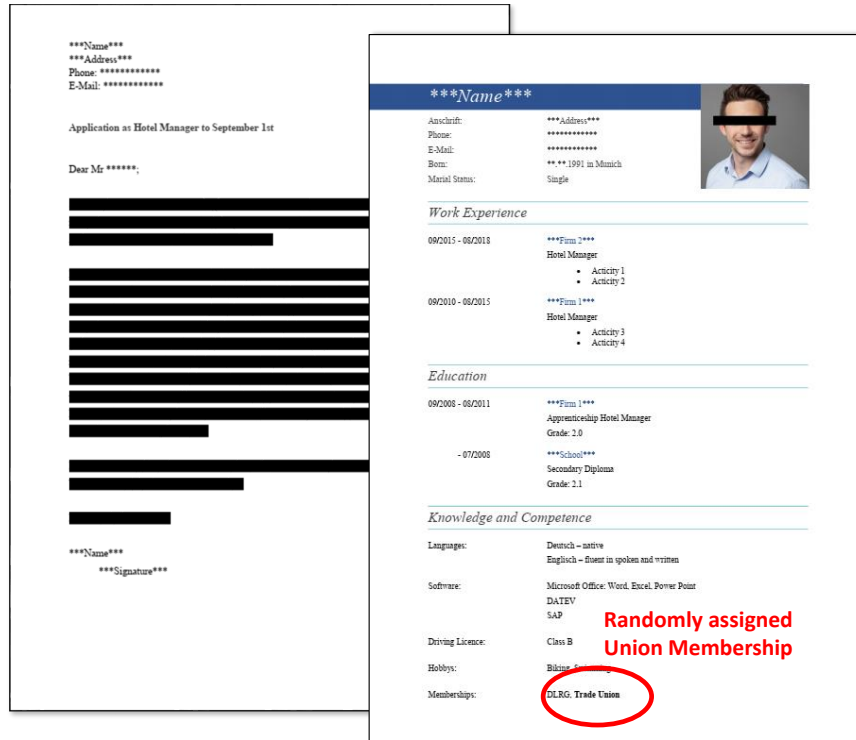 ***Name***
***Address***
Phone: ************
E-Mail: ************
Application as Hotel Manager to September 1st
Dear Mr ******;
***Name***
***Signature***
***Name***
Anschrift: ***Address***
Phone: ************
E-Mail: ************
Born: **.**.1991 in Munich
Marial Status: Single
Work Experience
09/2015 - 08/2018 ***Firm 2***
Hotel Manager
• Acticity 1
• Acticity 2
09/2010 - 08/2015 ***Firm 1***
Hotel Manager
• Acticity 3
• Acticity 4
Education
09/2008 - 08/2011 ***Firm 1***
Apprenticeship Hotel Manager
Grade: 2.0
- 07/2008 ***School***
Secondary Diploma
Grade: 2.1
Knowledge and Competence
Languages: Deutsch – native
Englisch – fluent in spoken and written
Software: Microsoft Office: Word, Excel, Power Point
DATEV
SAP
Randomly assigned
Union Membership
Driving Licence: Class B
Hobbys: Biking,
Memberships: DLRG, Trade Union